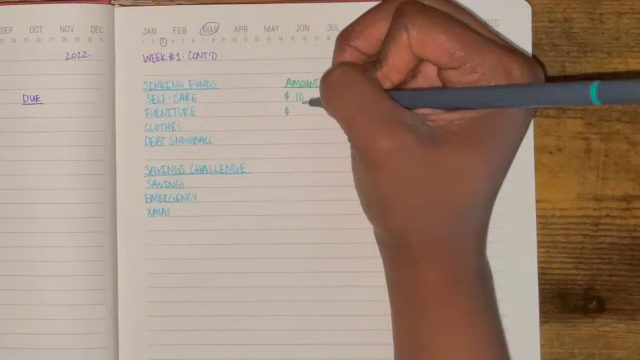 SEP OCT NOV DEC
2022
DUE
JAN FEB MAR APR MAY JUN JUL
WEEK #1 CONT'D
SINKING FUNDS AMOUNT
SELF-CARE $ 10
FURNITURE $
CLOTHES
DEBT SNOWBALL
SAVINGS CHALLENGE
SAVINGS
EMERGENCY
XMAS